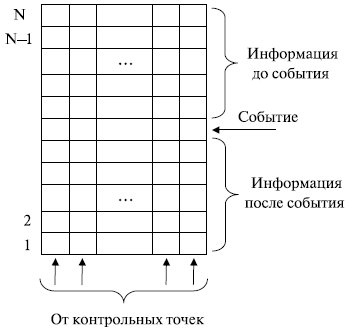 N
N–1
...
Информация
до события
Событие
...
Информация
после события
2
1
От контрольных точек